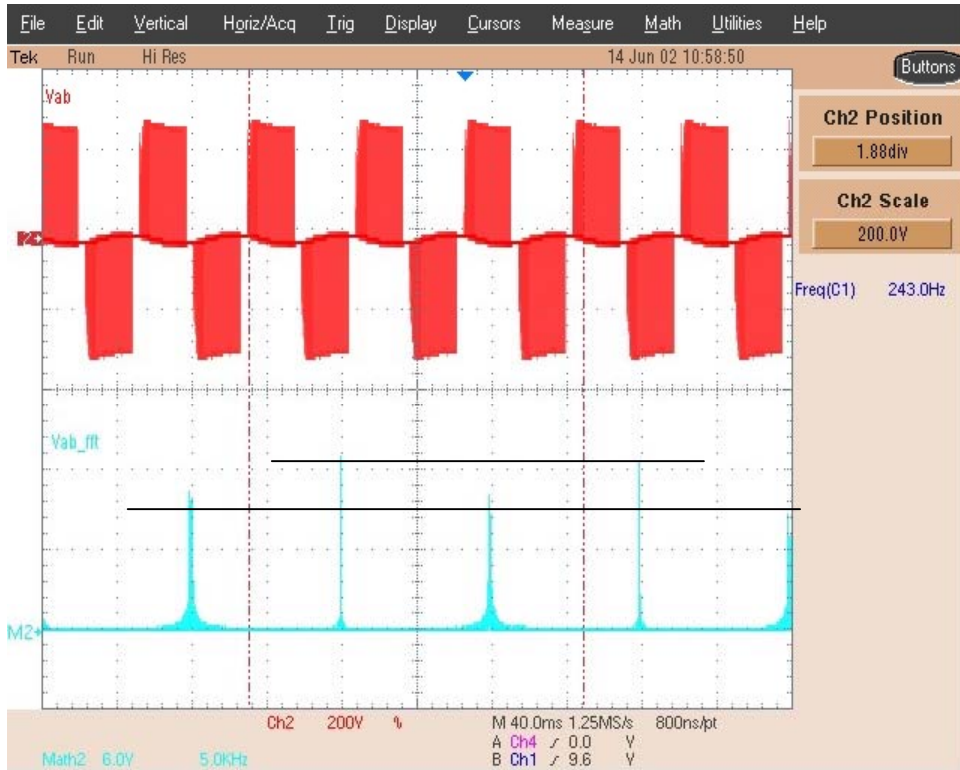 File Edit Vertical Horiz/Acq Trig Display Cursors Measure Math Utilities Help
Tek Run Hi Res 14 Jun 02 10:58:50
Buttons
Vab
Ch2 Position
1.88div
Ch2 Scale
200.0V
2
Freq(C1) 243.0Hz
Vab_fft
M2
Ch2 200V M 40.0ms 1.25MS/s 800ns/pt
A Ch4 0.0 V
Math2 6.0V 5.0KHz B Ch1 9.6 V